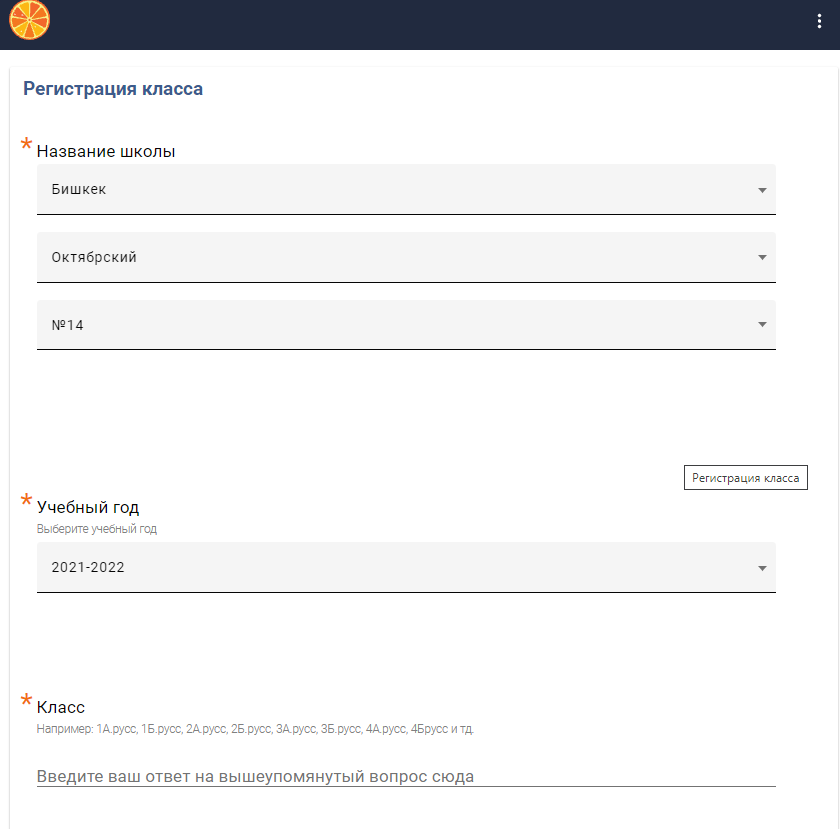 Регистрация класса
* Название школы
Бишкек
Октябрский
№14
Регистрация класса
* Учебный год
Выберите учебный год
2021-2022
* Класс
Например: 1А.русс, 1Б.русс, 2А.русс, 2Б.русс, 3А.русс, 3Б.русс, 4А.русс, 4Брусс и тд.
Введите ваш ответ на вышеупомянутый вопрос сюда